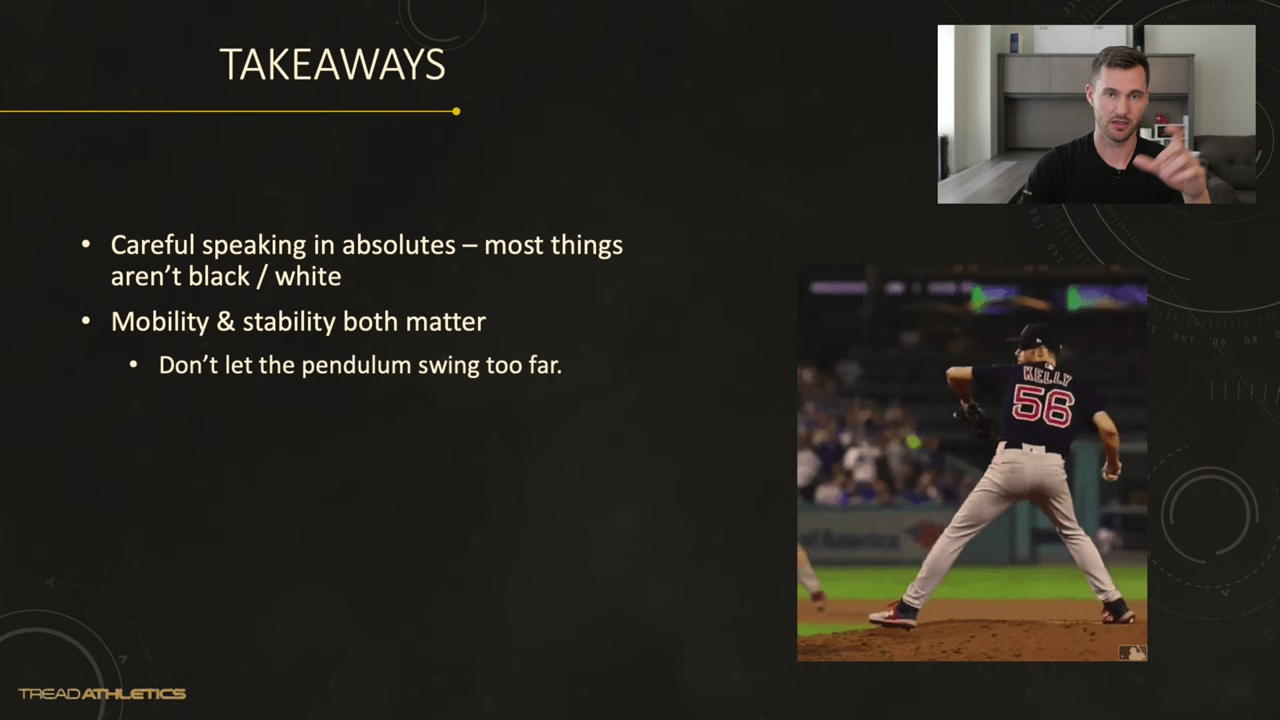 TAKEAWAYS
Careful speaking in absolutes – most things
aren't black / white
Mobility & stability both matter
Don't let the pendulum swing too far.
KELLY
56
TREADATHLETICS